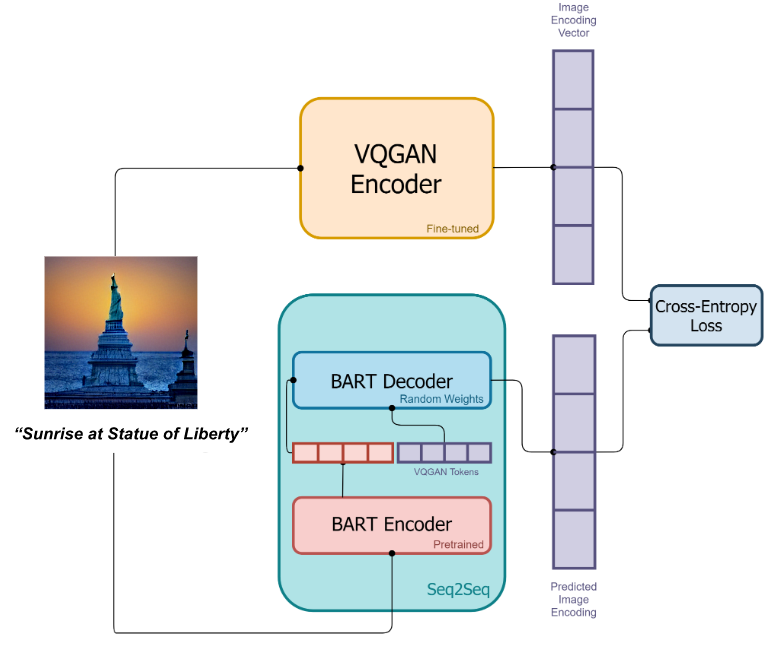 Image
Encoding
Vector
VQGAN
Encoder
Fine-tuned
Cross-Entropy
Loss
BART Decoder
Random Weights
“Sunrise at Statue of Liberty”
VQGAN Tokens
BART Encoder
Pretrained
Seq2Seq
Predicted
Image
Encoding